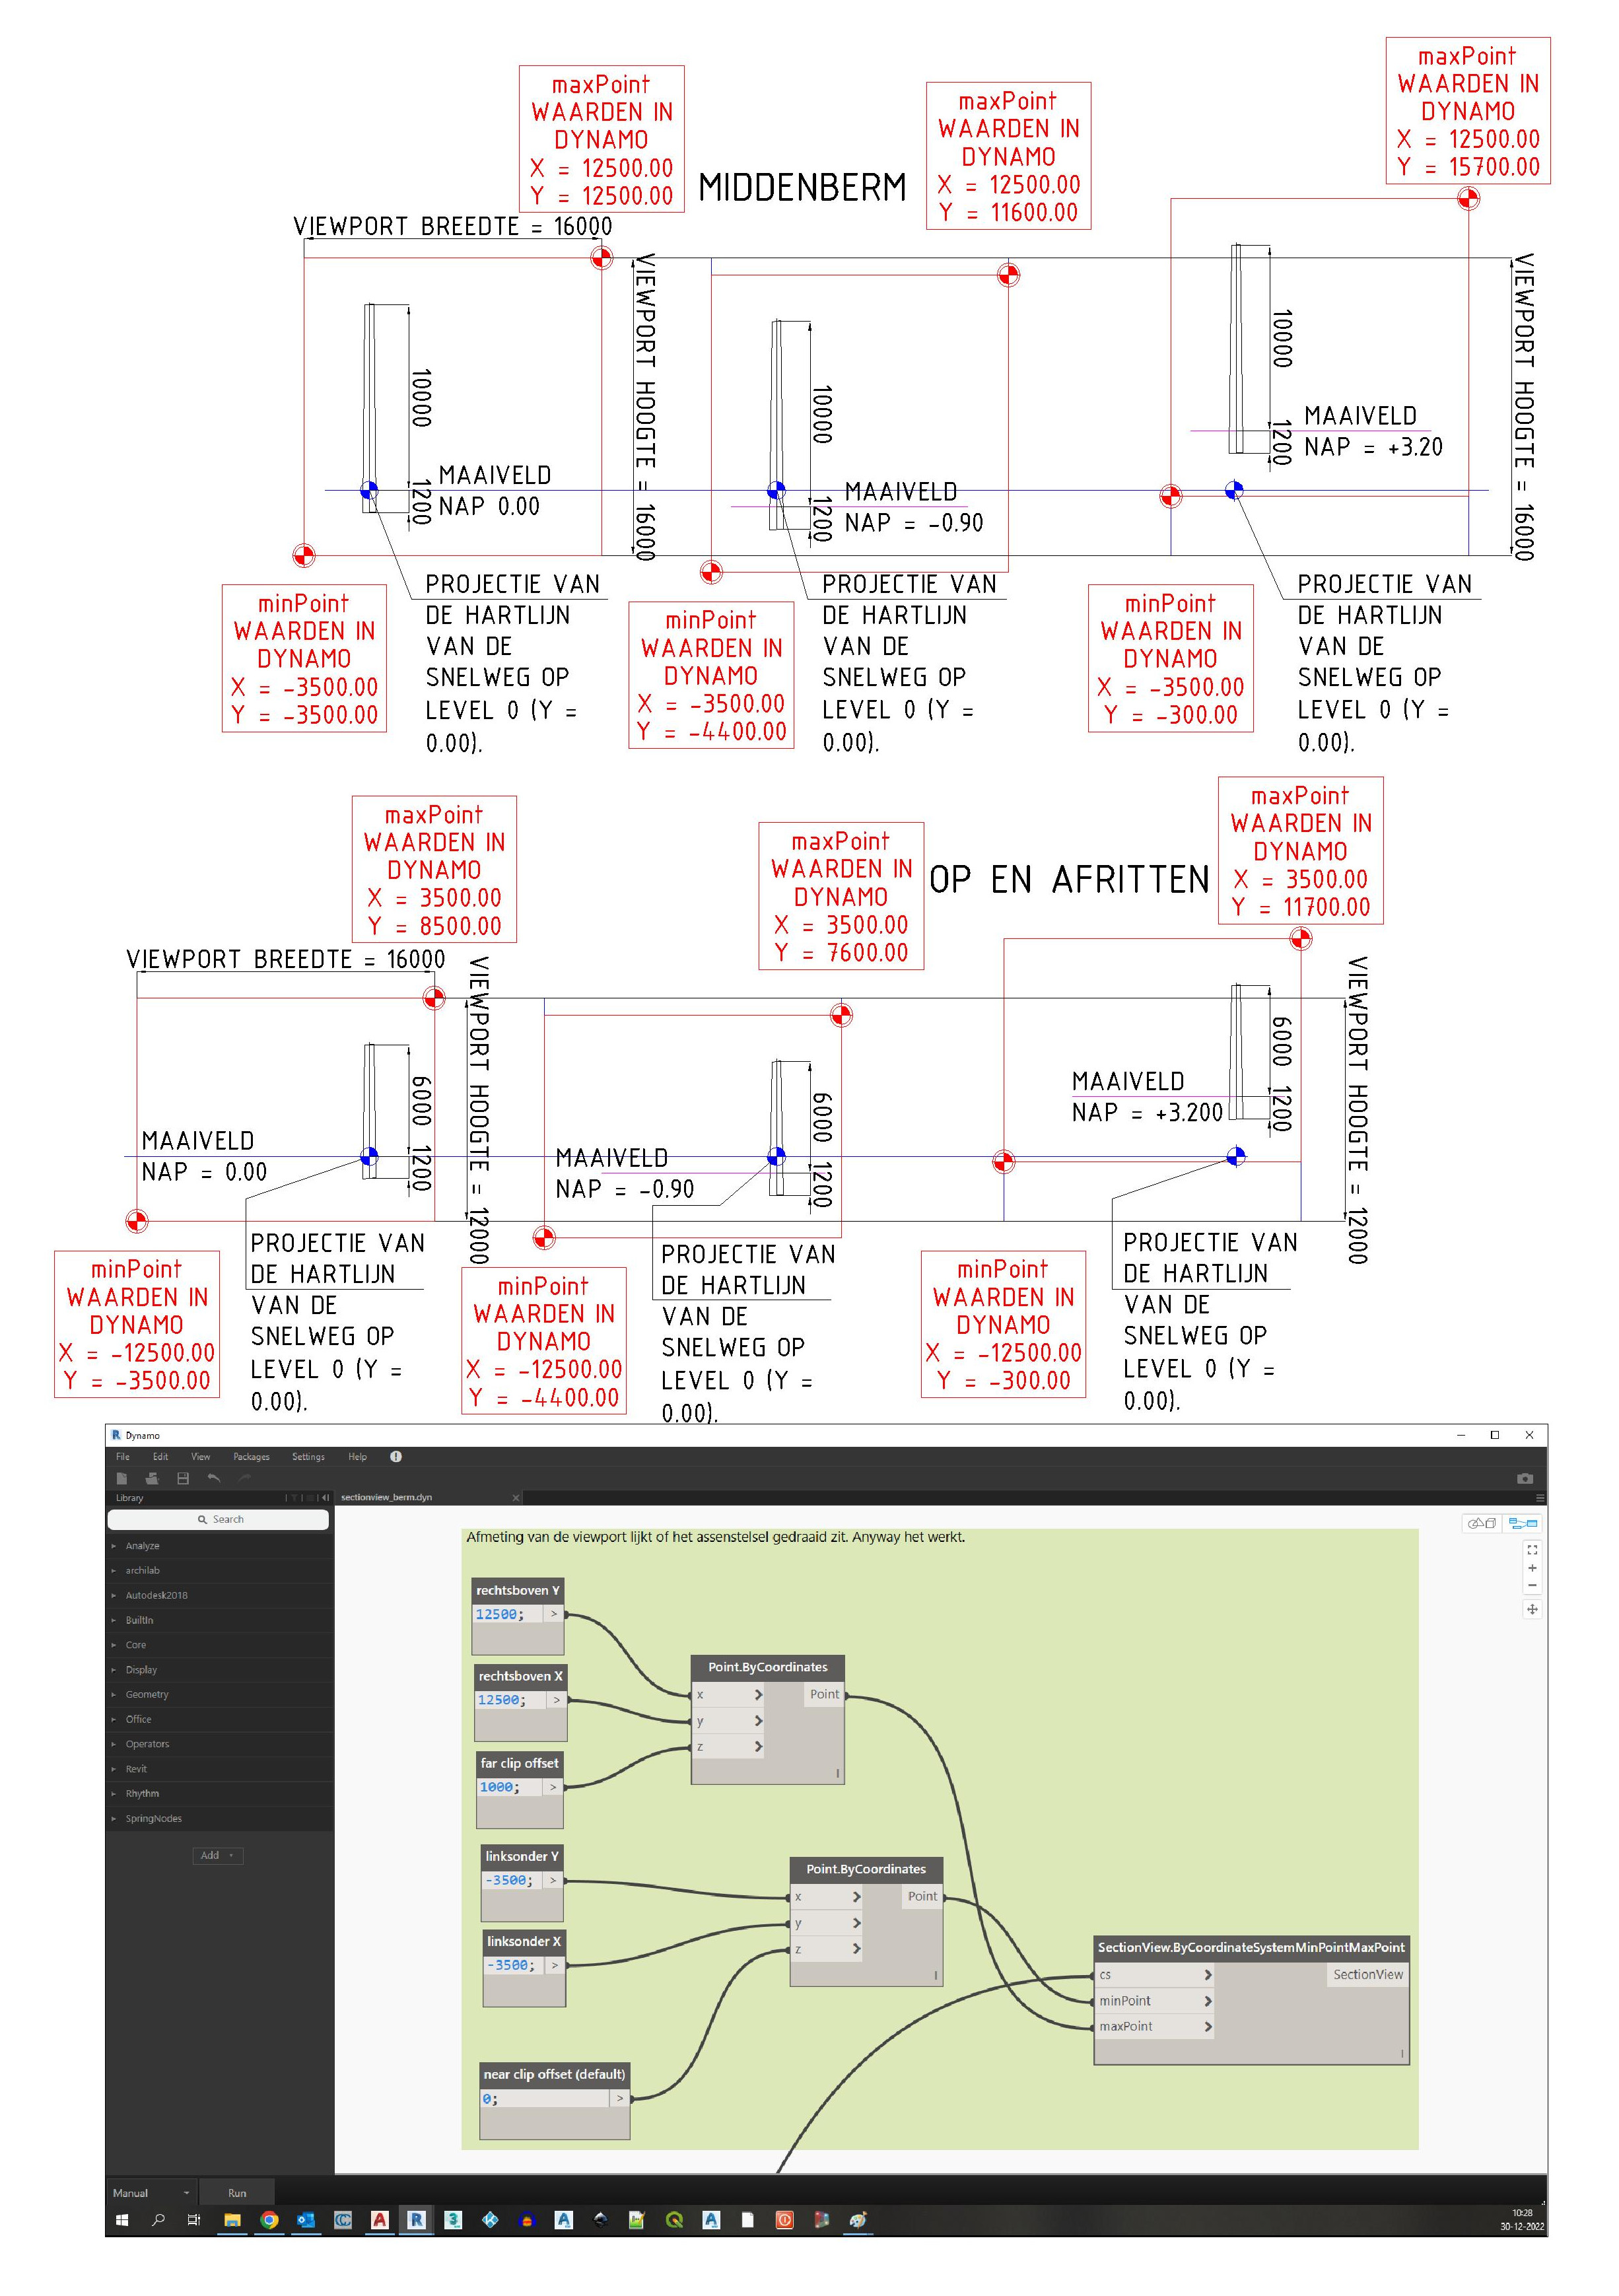 maxPoint
WAARDEN IN
DYNAMO
X = 12500.00
Y = 12500.00
MIDDENBERM
maxPoint
WAARDEN IN
DYNAMO
X = 12500.00
Y = 11600.00
maxPoint
WAARDEN IN
DYNAMO
X = 12500.00
Y = 15700.00
VIEWPORT BREEDTE = 16000
VIEWPORT HOOGTE = 16000
10000
1200
MAAIVELD
NAP 0.00
10000
1200
MAAIVELD
NAP = -0.90
10000
1200
MAAIVELD
NAP = +3.20
VIEWPORT HOOGTE = 16000
minPoint
WAARDEN IN
DYNAMO
X = -3500.00
Y = -3500.00
PROJECTIE VAN
DE HARTLIJN
VAN DE
SNELWEG OP
LEVEL 0 (Y =
0.00).
minPoint
WAARDEN IN
DYNAMO
X = -3500.00
Y = -4400.00
PROJECTIE VAN
DE HARTLIJN
VAN DE
SNELWEG OP
LEVEL 0 (Y =
0.00).
minPoint
WAARDEN IN
DYNAMO
X = -3500.00
Y = -300.00
PROJECTIE VAN
DE HARTLIJN
VAN DE
SNELWEG OP
LEVEL 0 (Y =
0.00).
maxPoint
WAARDEN IN
DYNAMO
X = 3500.00
Y = 8500.00
maxPoint
WAARDEN IN
DYNAMO
X = 3500.00
Y = 7600.00
OP EN AFRITTEN
maxPoint
WAARDEN IN
DYNAMO
X = 3500.00
Y = 11700.00
VIEWPORT BREEDTE = 16000
VIEWPORT HOOGTE = 12000
6000
1200
MAAIVELD
NAP = 0.00
6000
1200
MAAIVELD
NAP = -0.90
6000
1200
MAAIVELD
NAP = +3.200
VIEWPORT HOOGTE = 12000
minPoint
WAARDEN IN
DYNAMO
X = -12500.00
Y = -3500.00
PROJECTIE VAN
DE HARTLIJN
VAN DE
SNELWEG OP
LEVEL 0 (Y =
0.00).
minPoint
WAARDEN IN
DYNAMO
X = -12500.00
Y = -4400.00
PROJECTIE VAN
DE HARTLIJN
VAN DE
SNELWEG OP
LEVEL 0 (Y =
0.00).
minPoint
WAARDEN IN
DYNAMO
X = -12500.00
Y = -300.00
PROJECTIE VAN
DE HARTLIJN
VAN DE
SNELWEG OP
LEVEL 0 (Y =
0.00).
Dynamo
File Edit View Packages Settings Help
Library
sectionview_berm.dyn
Search
Analyze
archilab
Autodesk2018
BuiltIn
Core
Display
Geometry
Office
Operators
Revit
Rhythm
SpringNodes
Add
Afmeting van de viewport lijkt of het assenstelsel gedraaid zit. Anyway het werkt.
rechtsboven Y
12500; >
rechtsboven X
12500; >
far clip offset
1000; >
Point.ByCoordinates
x > Point
y >
z >
linksonder Y
-3500; >
linksonder X
-3500; >
near clip offset (default)
0; >
Point.ByCoordinates
x > Point
y >
z >
SectionView.ByCoordinateSystemMinPointMaxPoint
cs > SectionView
minPoint >
maxPoint >
Manual
Run
10:28
30-12-2022